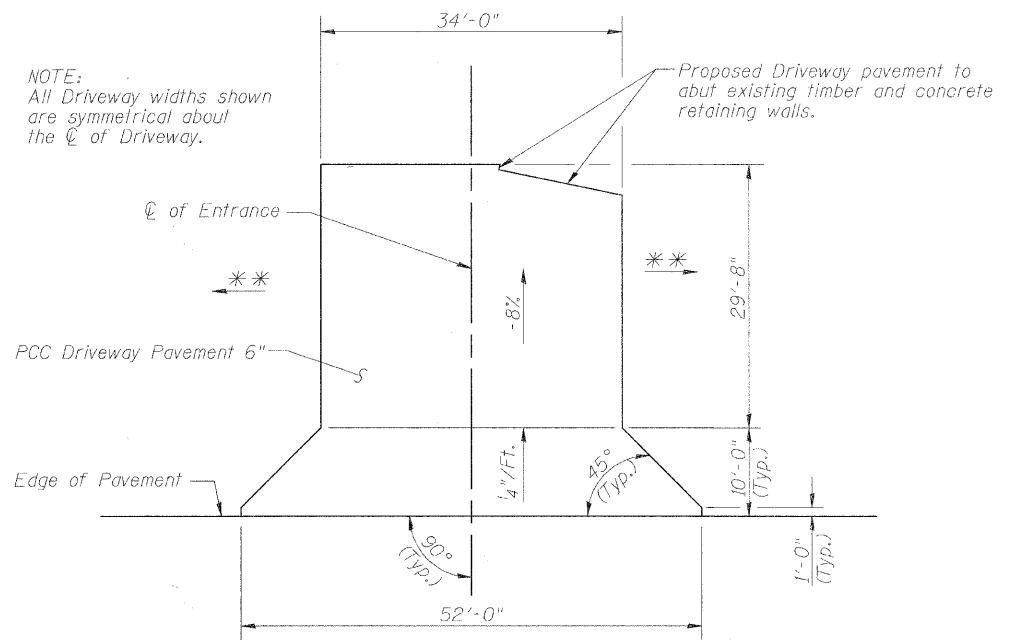 34'-0"
NOTE:
All Driveway widths shown
are symmetrical about
the ℄ of Driveway.
Proposed Driveway pavement to
abut existing timber and concrete
retaining walls.
℄ of Entrance
**
**
-8%
29'-8"
PCC Driveway Pavement 6"
1/4"/Ft.
45°
(Typ.)
10'-0"
(Typ.)
Edge of Pavement
90°
(Typ.)
1'-0"
(Typ.)
52'-0"